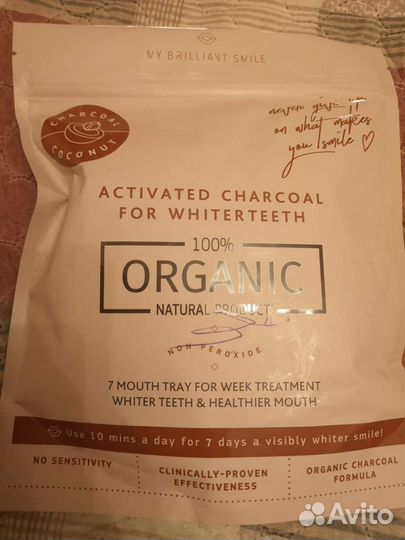 MY BRILLIANT SMILE
CHARCOAL
COCONUT
never give up
on what makes
you smile
ACTIVATED CHARCOAL
FOR WHITERTEETH
100%
ORGANIC
NATURAL PRODUCT
NON PEROXIDE
7 MOUTH TRAY FOR WEEK TREATMENT
WHITER TEETH & HEALTHIER MOUTH
Use 10 mins a day for 7 days a visibly whiter smile!
NO SENSITIVITY
CLINICALLY-PROVEN
EFFECTIVENESS
ORGANIC CHARCOAL
FORMULA
Avito